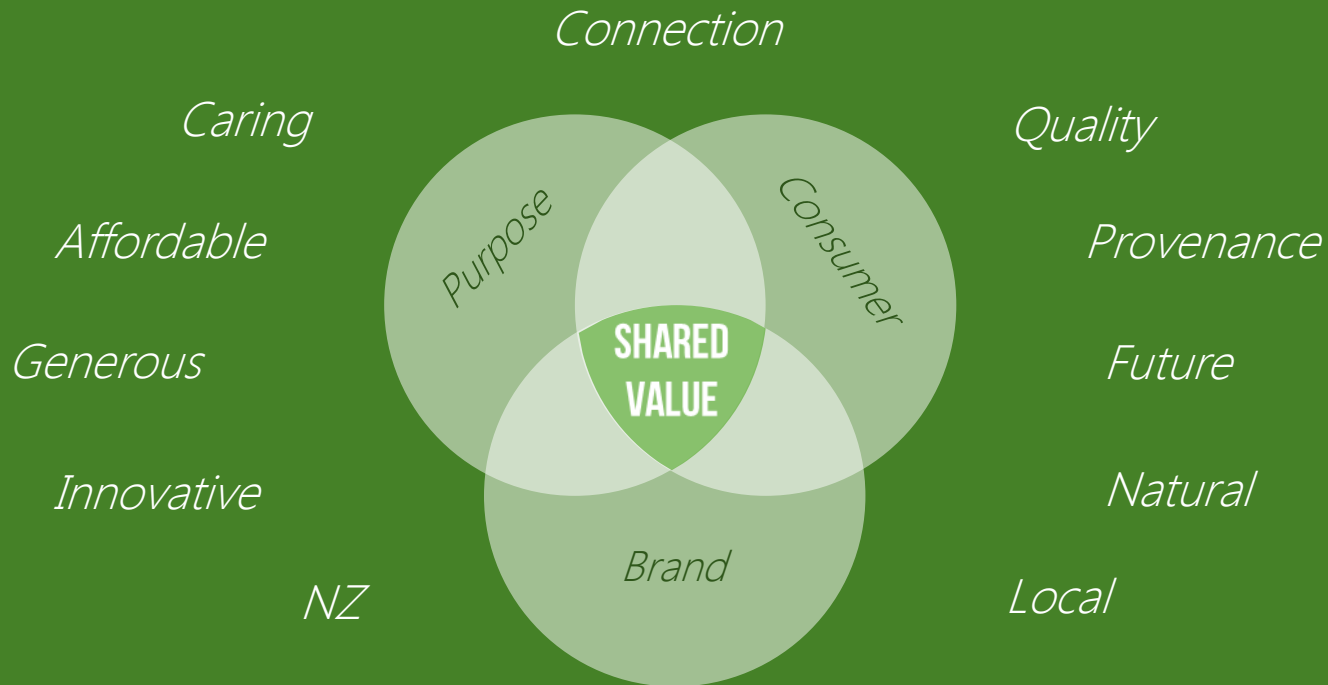 Connection
Caring
Quality
Purpose
Consumer
Affordable
Provenance
SHARED
VALUE
Generous
Future
Innovative
Natural
Brand
NZ
Local